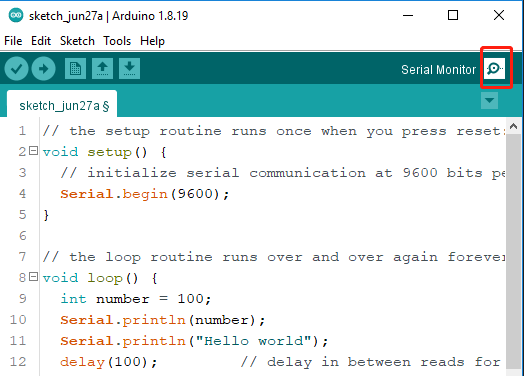 sketch_jun27a | Arduino 1.8.19
File Edit Sketch Tools Help
Serial Monitor
sketch_jun27a §
1 // the setup routine runs once when you press reset:
2 void setup() {
3 // initialize serial communication at 9600 bits pe
4 Serial.begin(9600);
5 }
6
7 // the loop routine runs over and over again forever
8 void loop() {
9 int number = 100;
10 Serial.println(number);
11 Serial.println("Hello world");
12 delay(100); // delay in between reads for